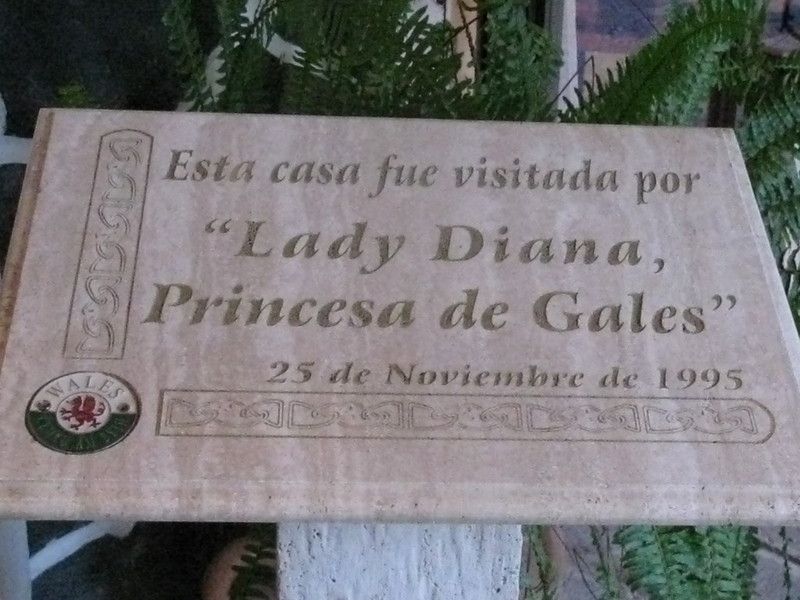 Esta casa fue visitada por
“Lady Diana,
Princesa de Gales”
25 de Noviembre de 1995
WALES